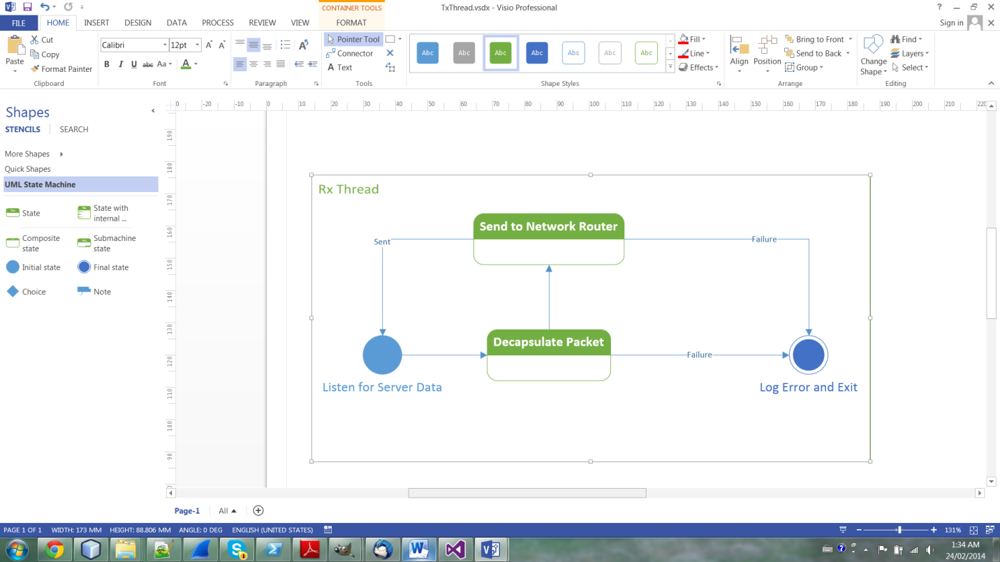 CONTAINER TOOLS
TxThread.vsdx - Visio Professional
?
FILE HOME INSERT DESIGN DATA PROCESS REVIEW VIEW FORMAT
Sign in
Paste
Cut
Copy
Format Painter
Clipboard
Calibri 12pt A A
B I U abc Aa A
Font
A
Paragraph
Pointer Tool
Connector
A Text
Tools
Abc Abc Abc Abc Abc Abc Abc
Shape Styles
Fill
Line
Effects
Align
Position
Bring to Front
Send to Back
Group
Arrange
Change
Shape
Find
Layers
Select
Editing
Shapes
STENCILS SEARCH
More Shapes
Quick Shapes
UML State Machine
State
State with
internal ...
Composite
state
Submachine
state
Initial state
Final state
Choice
Note
0 -20 -10 0 10 20 30 40 50 60 70 80 90 100 110 120 130 140 150 160 170 180 190 200 210 220
190
180
170
160
150
140
130
120
110
100
90
Rx Thread
Send to Network Router
Sent
Failure
Decapsulate Packet
Failure
Listen for Server Data
Log Error and Exit
Page-1 All
PAGE 1 OF 1 WIDTH: 173 MM HEIGHT: 88.806 MM ANGLE: 0 DEG ENGLISH (UNITED STATES)
131%
1:34 AM
24/02/2014